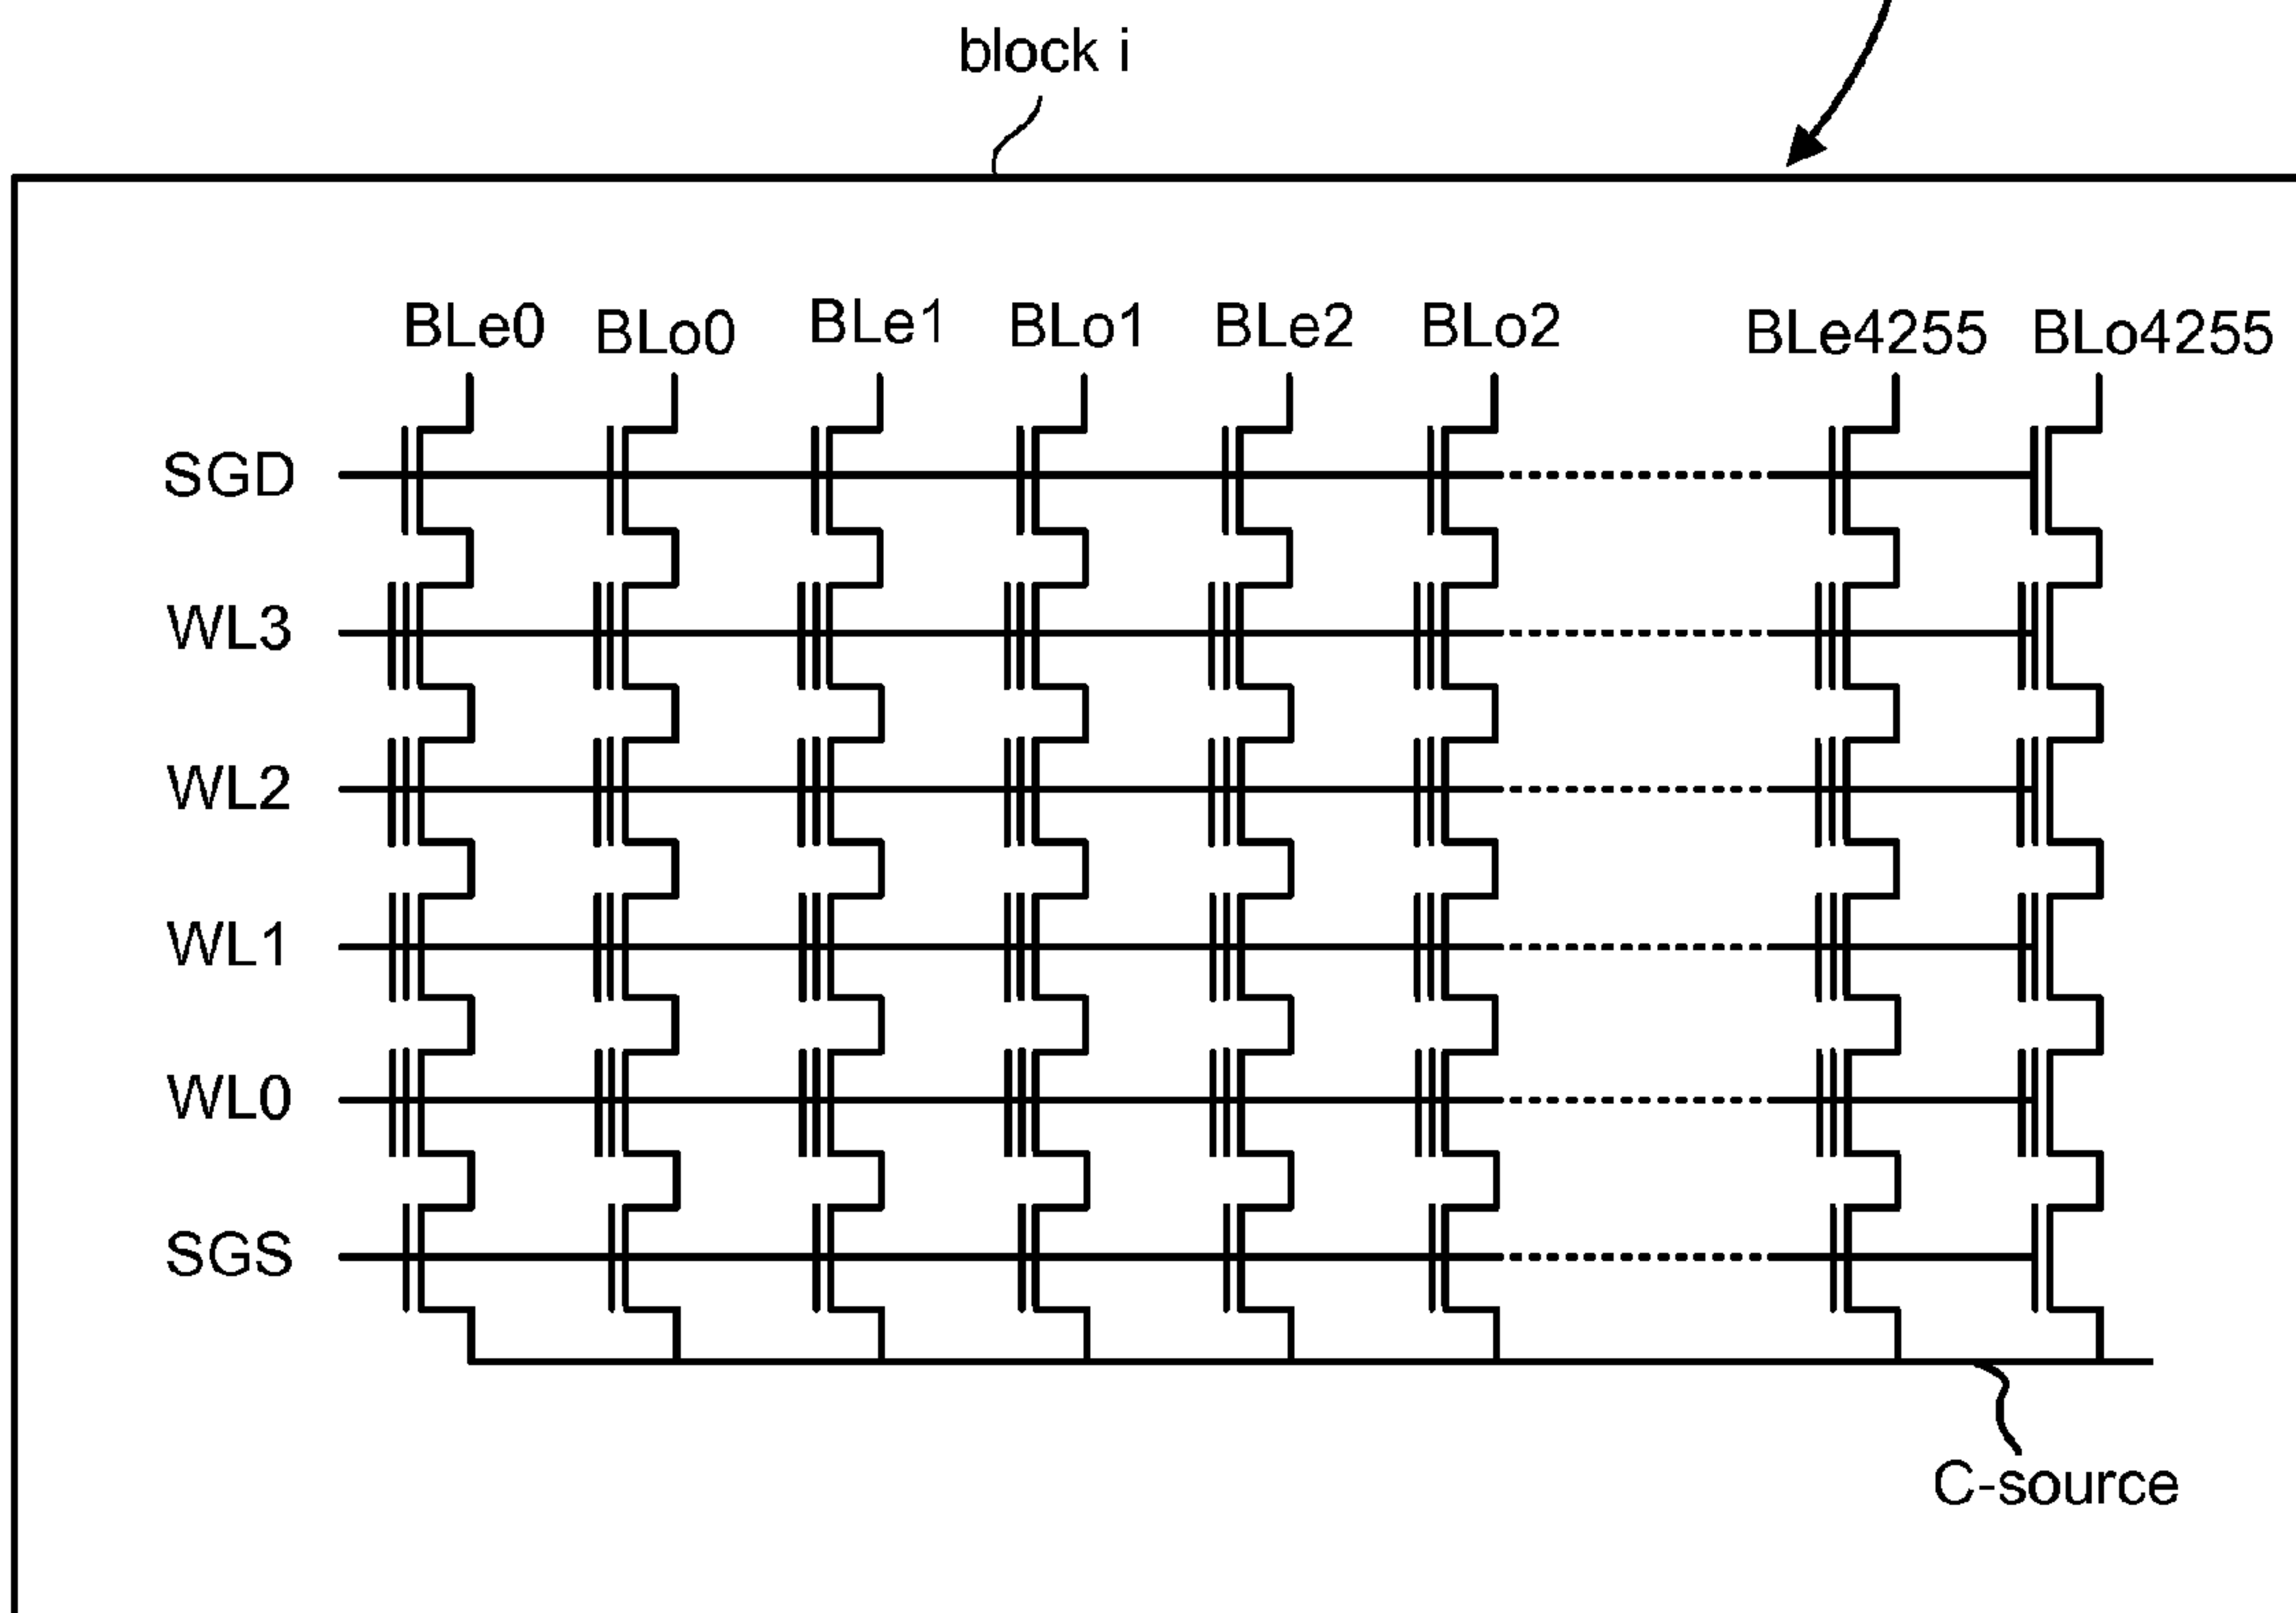 block i
BLe0 BLo0 BLe1 BLo1 BLe2 BLo2 BLe4255 BLo4255
SGD
WL3
WL2
WL1
WL0
SGS
C-source